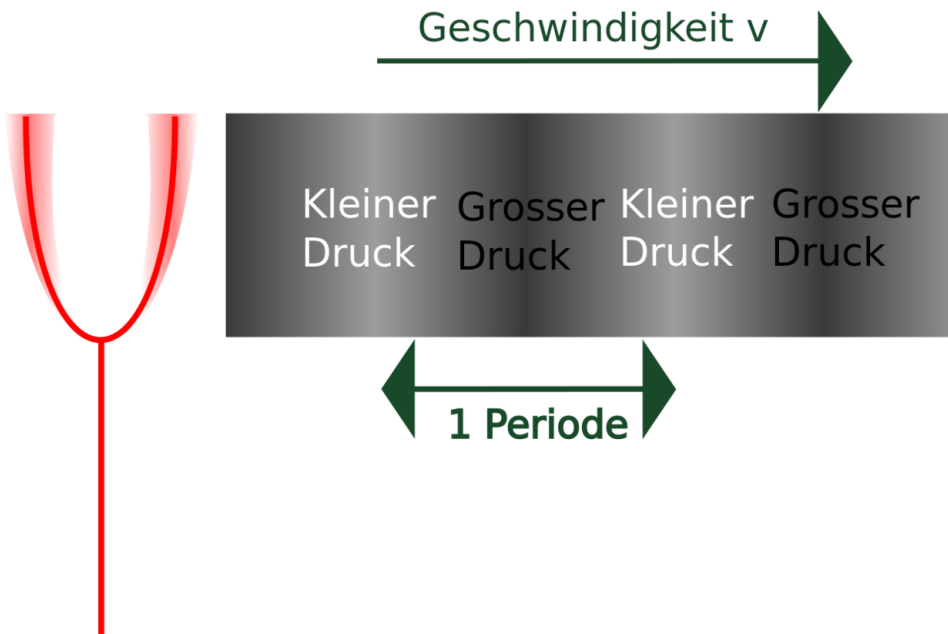 Geschwindigkeit v
Kleiner
Druck
Grosser
Druck
Kleiner
Druck
Grosser
Druck
1 Periode